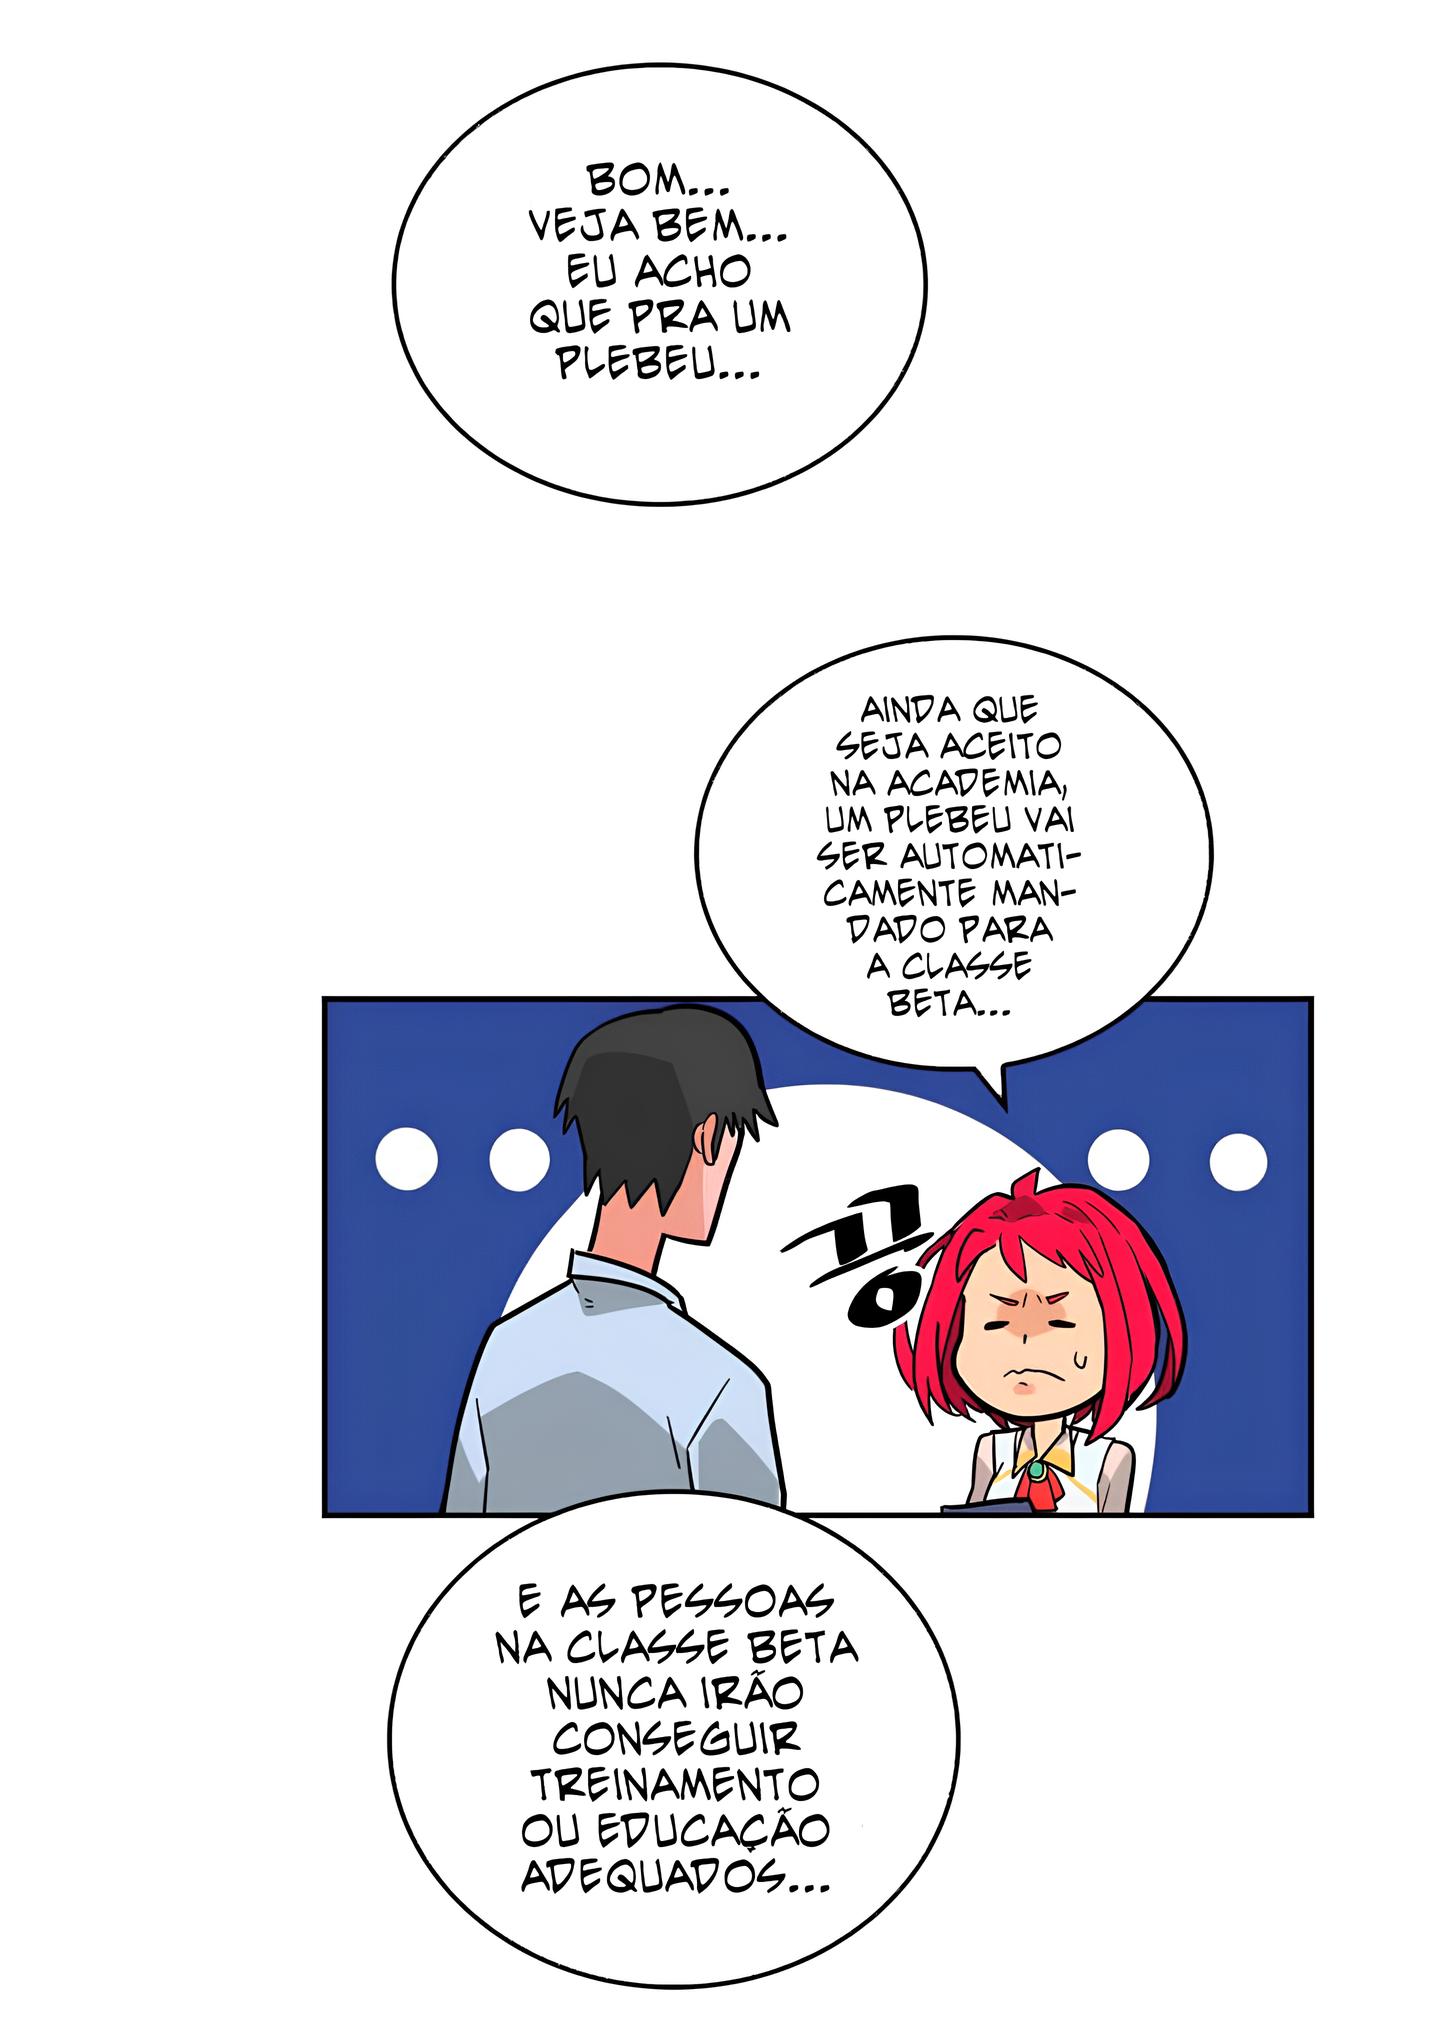 BOM...
VEJA BEM...
EU ACHO
QUE PRA UM
PLEBEU...
AINDA QUE
SEJA ACEITO
NA ACADEMIA,
UM PLEBEU VAI
SER AUTOMATI-
CAMENTE MAN-
DADO PARA
A CLASSE
BETA...
끙
E AS PESSOAS
NA CLASSE BETA
NUNCA IRÃO
CONSEGUIR
TREINAMENTO
OU EDUCAÇÃO
ADEQUADOS...